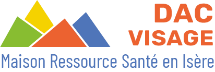 DAC
VISAGE
Maison Ressource Santé en Isère